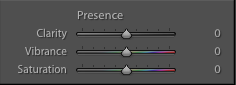 Presence
Clarity 0
Vibrance 0
Saturation 0